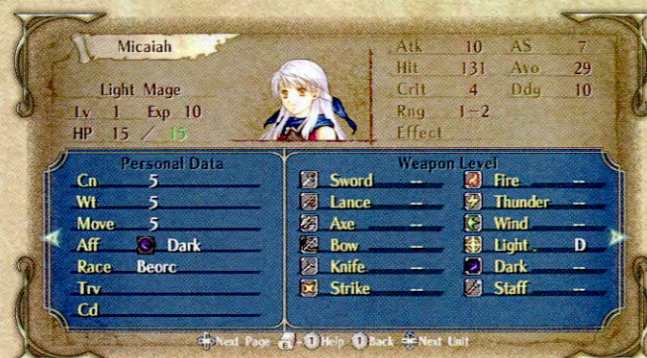 Micaiah
Light Mage
Lv 1 Exp 10
HP 15 / 15
Atk 10 AS 7
Hit 131 Avo 29
Crit 4 Ddg 10
Rng 1-2
Effect
Personal Data
Cn 5
Wt 5
Move 5
Aff Dark
Race Beorc
Trv
Cd
Weapon Level
Sword -- Fire --
Lance -- Thunder --
Axe -- Wind --
Bow -- Light D
Knife -- Dark --
Strike -- Staff --
Next Page + 1 Help 1 Back Next Unit